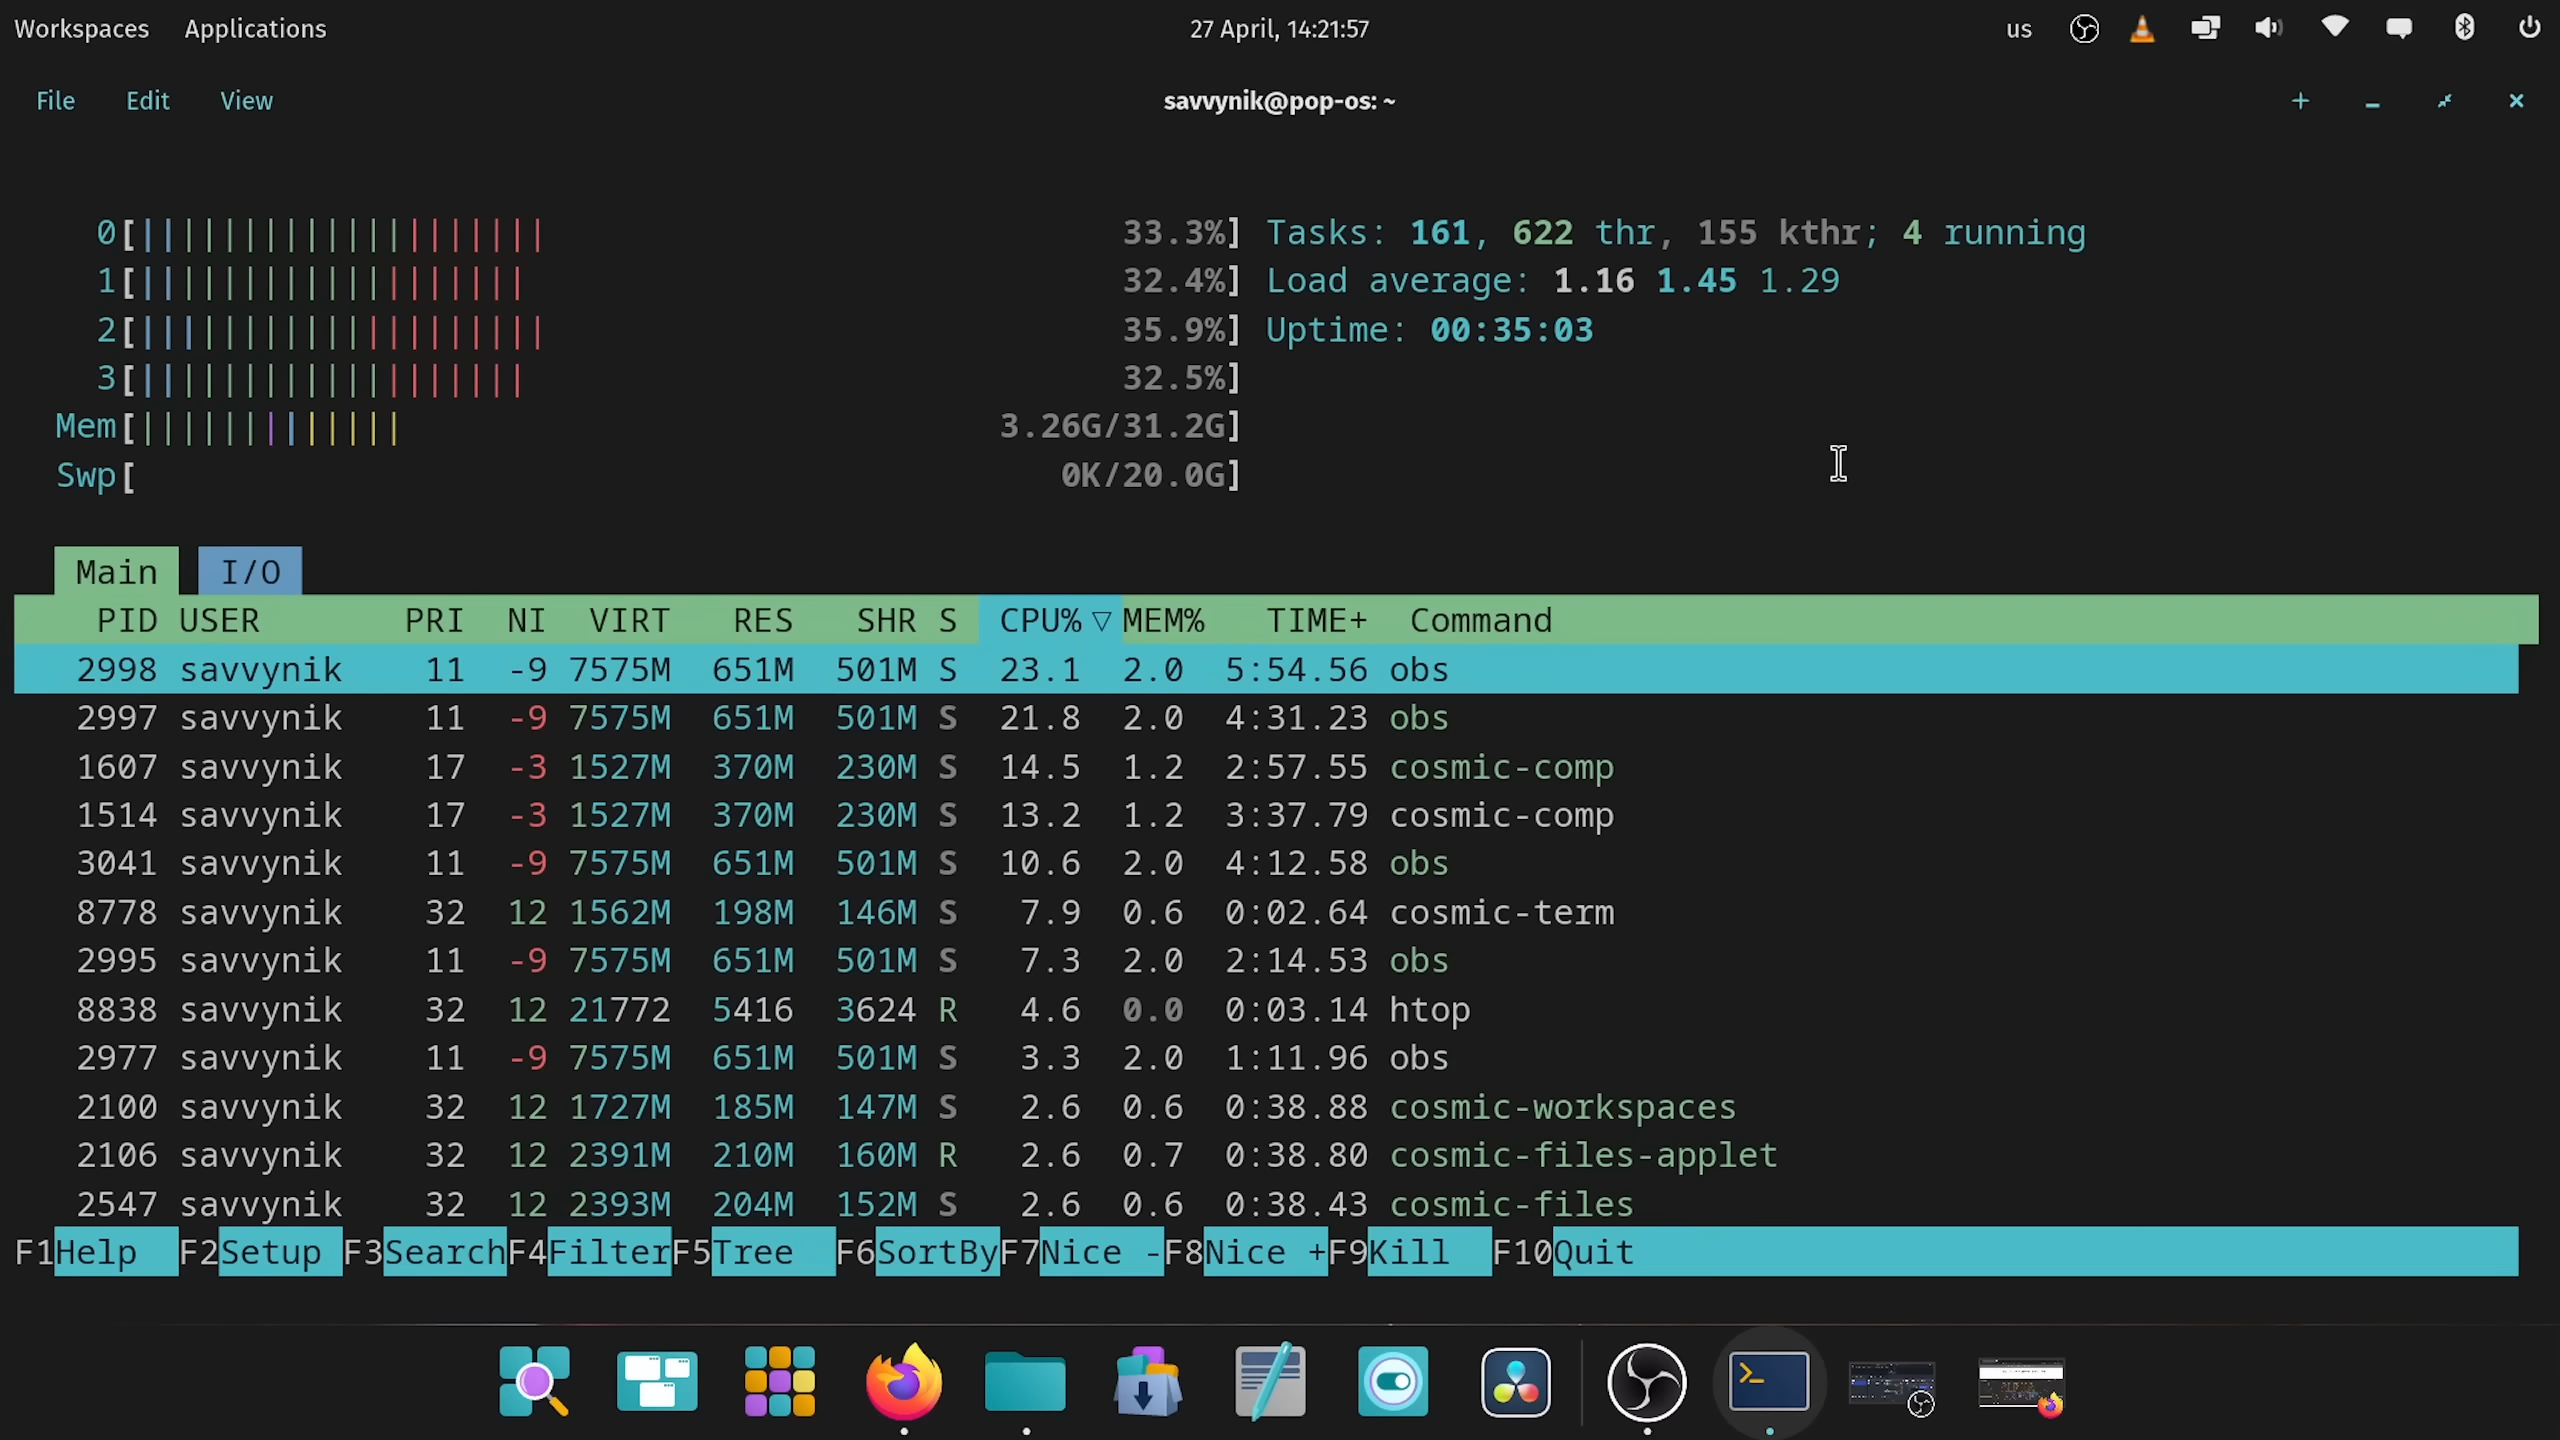 Workspaces Applications 27 April, 14:21:57 us
File Edit View savvynik@pop-os: ~
0[||||||||||||||||||||33.3%] Tasks: 161, 622 thr, 155 kthr; 4 running
1[|||||||||||||||||||32.4%] Load average: 1.16 1.45 1.29
2[||||||||||||||||||||35.9%] Uptime: 00:35:03
3[|||||||||||||||||||32.5%]
Mem[|||||||||||||3.26G/31.2G]
Swp[0K/20.0G]
Main I/O
PID USER PRI NI VIRT RES SHR S CPU%▽MEM% TIME+ Command
2998 savvynik 11 -9 7575M 651M 501M S 23.1 2.0 5:54.56 obs
2997 savvynik 11 -9 7575M 651M 501M S 21.8 2.0 4:31.23 obs
1607 savvynik 17 -3 1527M 370M 230M S 14.5 1.2 2:57.55 cosmic-comp
1514 savvynik 17 -3 1527M 370M 230M S 13.2 1.2 3:37.79 cosmic-comp
3041 savvynik 11 -9 7575M 651M 501M S 10.6 2.0 4:12.58 obs
8778 savvynik 32 12 1562M 198M 146M S 7.9 0.6 0:02.64 cosmic-term
2995 savvynik 11 -9 7575M 651M 501M S 7.3 2.0 2:14.53 obs
8838 savvynik 32 12 21772 5416 3624 R 4.6 0.0 0:03.14 htop
2977 savvynik 11 -9 7575M 651M 501M S 3.3 2.0 1:11.96 obs
2100 savvynik 32 12 1727M 185M 147M S 2.6 0.6 0:38.88 cosmic-workspaces
2106 savvynik 32 12 2391M 210M 160M R 2.6 0.7 0:38.80 cosmic-files-applet
2547 savvynik 32 12 2393M 204M 152M S 2.6 0.6 0:38.43 cosmic-files
F1Help F2Setup F3SearchF4FilterF5Tree F6SortByF7Nice -F8Nice +F9Kill F10Quit